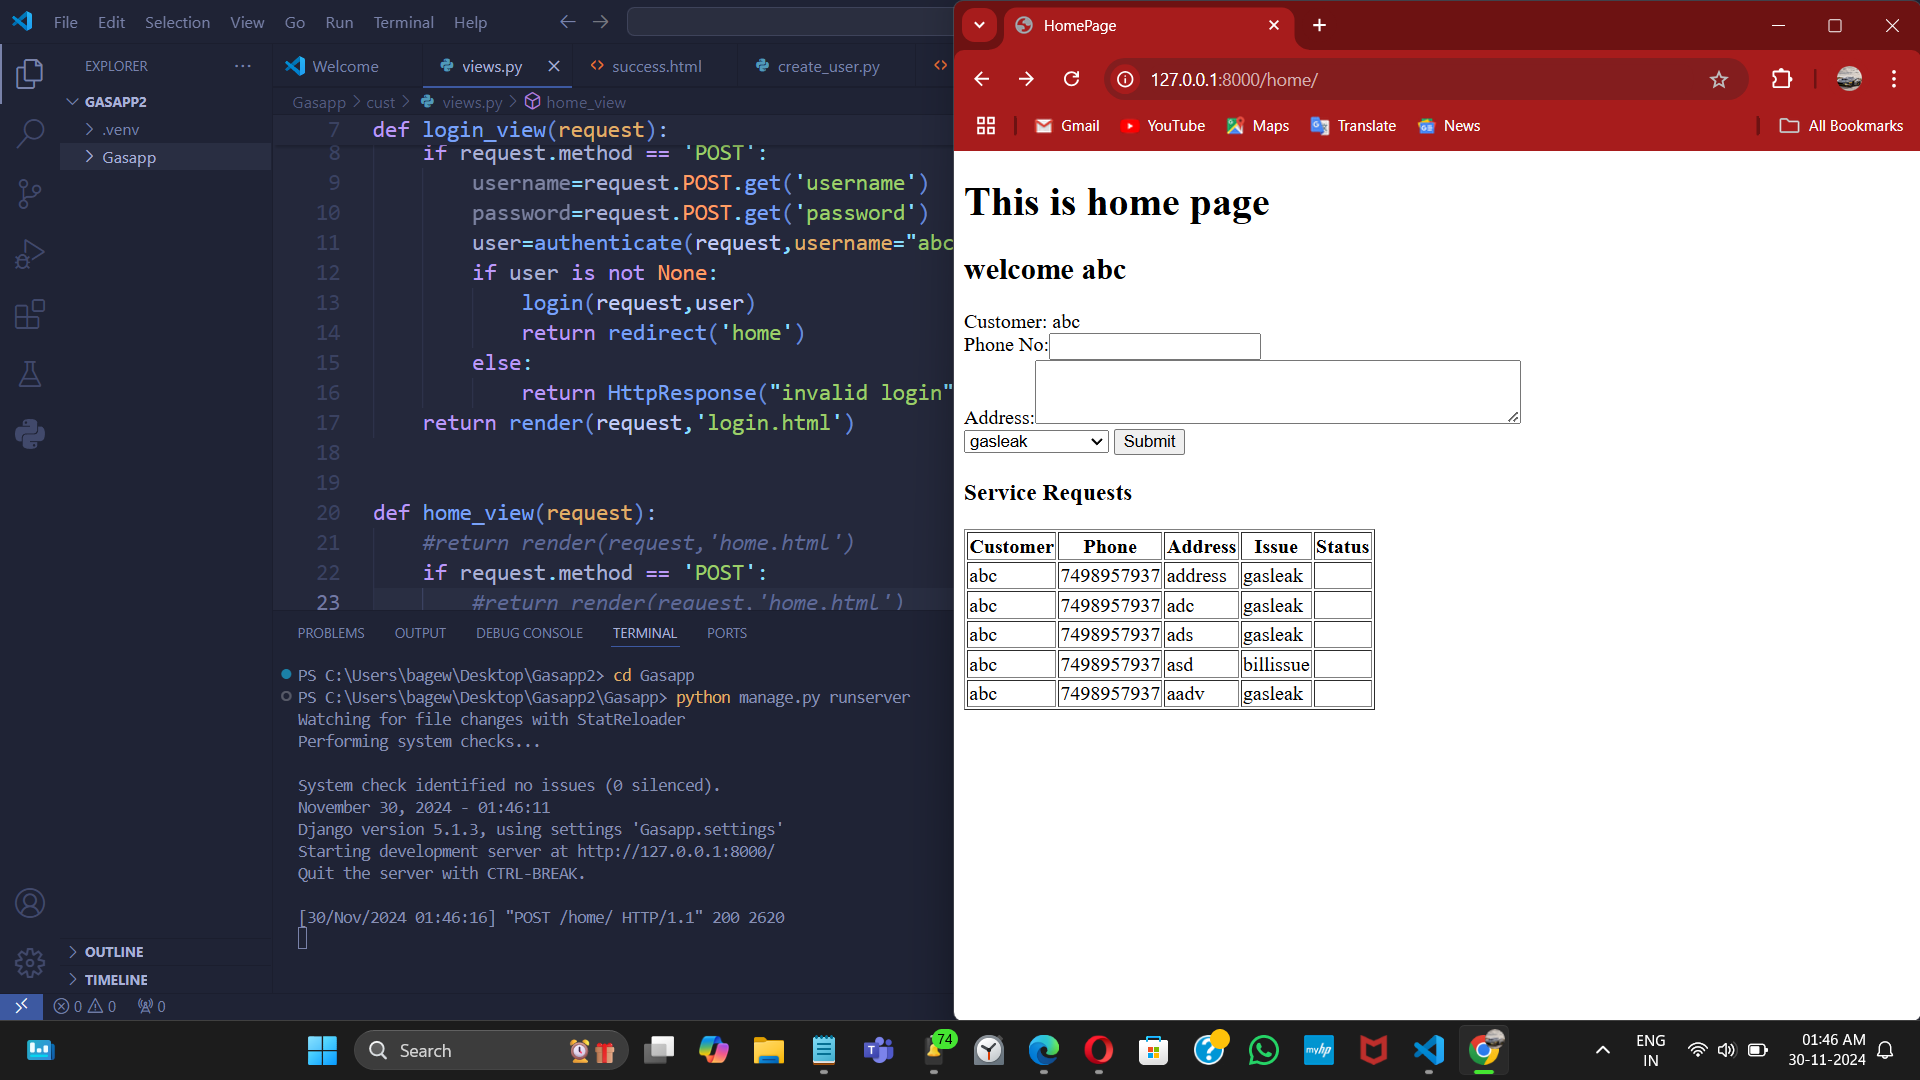 File Edit Selection View Go Run Terminal Help
EXPLORER
GASAPP2
.venv
Gasapp
OUTLINE
TIMELINE
Welcome views.py success.html create_user.py
Gasapp > cust > views.py > home_view
7 def login_view(request):
8 if request.method == 'POST':
9 username=request.POST.get('username')
10 password=request.POST.get('password')
11 user=authenticate(request,username="abc
12 if user is not None:
13 login(request,user)
14 return redirect('home')
15 else:
16 return HttpResponse("invalid login"
17 return render(request,'login.html')
18
19
20 def home_view(request):
21 #return render(request,'home.html')
22 if request.method == 'POST':
23 #return render(request,'home.html')
PROBLEMS OUTPUT DEBUG CONSOLE TERMINAL PORTS
PS C:\Users\bagew\Desktop\Gasapp2> cd Gasapp
PS C:\Users\bagew\Desktop\Gasapp2\Gasapp> python manage.py runserver
Watching for file changes with StatReloader
Performing system checks...
System check identified no issues (0 silenced).
November 30, 2024 - 01:46:11
Django version 5.1.3, using settings 'Gasapp.settings'
Starting development server at http://127.0.0.1:8000/
Quit the server with CTRL-BREAK.
[30/Nov/2024 01:46:16] "POST /home/ HTTP/1.1" 200 2620
0 0 0
HomePage
127.0.0.1:8000/home/
Gmail YouTube Maps Translate News All Bookmarks
This is home page
welcome abc
Customer: abc
Phone No:
Address:
gasleak Submit
Service Requests
Customer Phone Address Issue Status
abc 7498957937 address gasleak
abc 7498957937 adc gasleak
abc 7498957937 ads gasleak
abc 7498957937 asd billissue
abc 7498957937 aadv gasleak
Search
74
myhp
ENG
IN
01:46 AM
30-11-2024